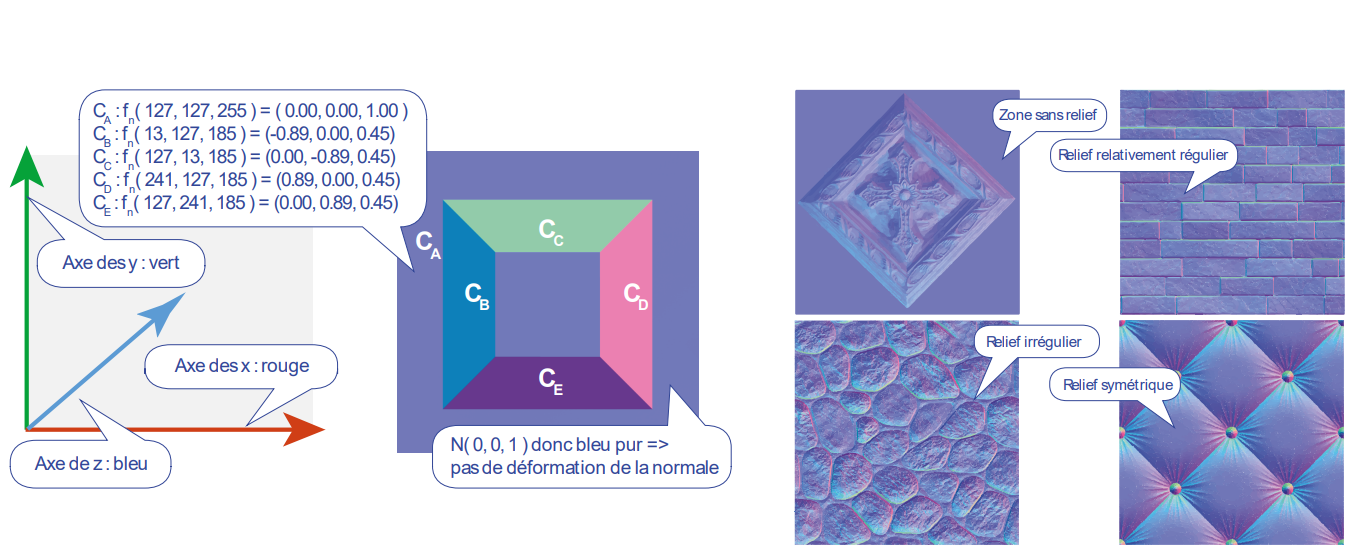 C_A : f_n( 127, 127, 255 ) = ( 0.00, 0.00, 1.00 )
C_B : f_n( 13, 127, 185) = (-0.89, 0.00, 0.45)
C_C : f_n( 127, 13, 185) = (0.00, -0.89, 0.45)
C_D : f_n( 241, 127, 185) = (0.89, 0.00, 0.45)
C_E : f_n( 127, 241, 185) = (0.00, 0.89, 0.45)
Axe des y : vert
Axe des x : rouge
Axe de z : bleu
C_A
C_C
C_B
C_D
C_E
N( 0, 0, 1 ) donc bleu pur =>
pas de déformation de la normale
Zone sans relief
Relief relativement régulier
Relief irrégulier
Relief symétrique